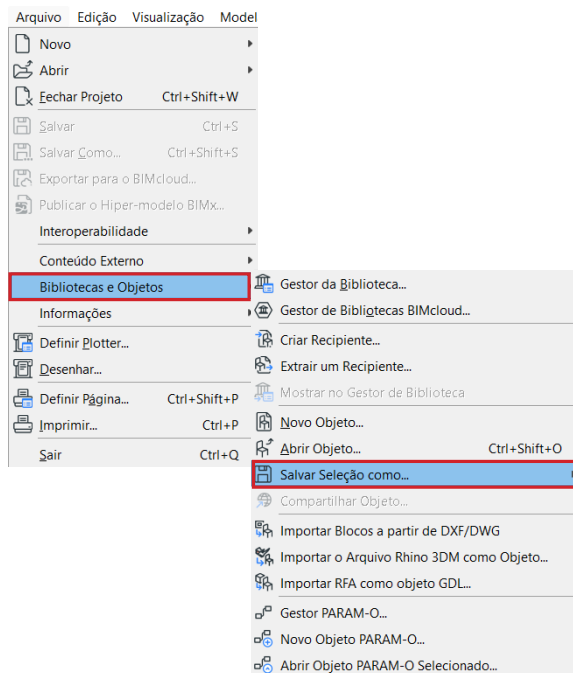 Arquivo Edição Visualização Model
Novo
Abrir
Fechar Projeto Ctrl+Shift+W
Salvar Ctrl+S
Salvar Como... Ctrl+Shift+S
Exportar para o BIMcloud...
Publicar o Hiper-modelo BIMx...
Interoperabilidade
Conteúdo Externo
Bibliotecas e Objetos
Informações
Definir Plotter...
Desenhar...
Definir Página... Ctrl+Shift+P
Imprimir... Ctrl+P
Sair Ctrl+Q
Gestor da Biblioteca...
Gestor de Bibliotecas BIMcloud...
Criar Recipiente...
Extrair um Recipiente...
Mostrar no Gestor de Biblioteca
Novo Objeto...
Abrir Objeto... Ctrl+Shift+O
Salvar Seleção como...
Compartilhar Objeto...
Importar Blocos a partir de DXF/DWG
Importar o Arquivo Rhino 3DM como Objeto...
Importar RFA como objeto GDL...
Gestor PARAM-O...
Novo Objeto PARAM-O...
Abrir Objeto PARAM-O Selecionado...